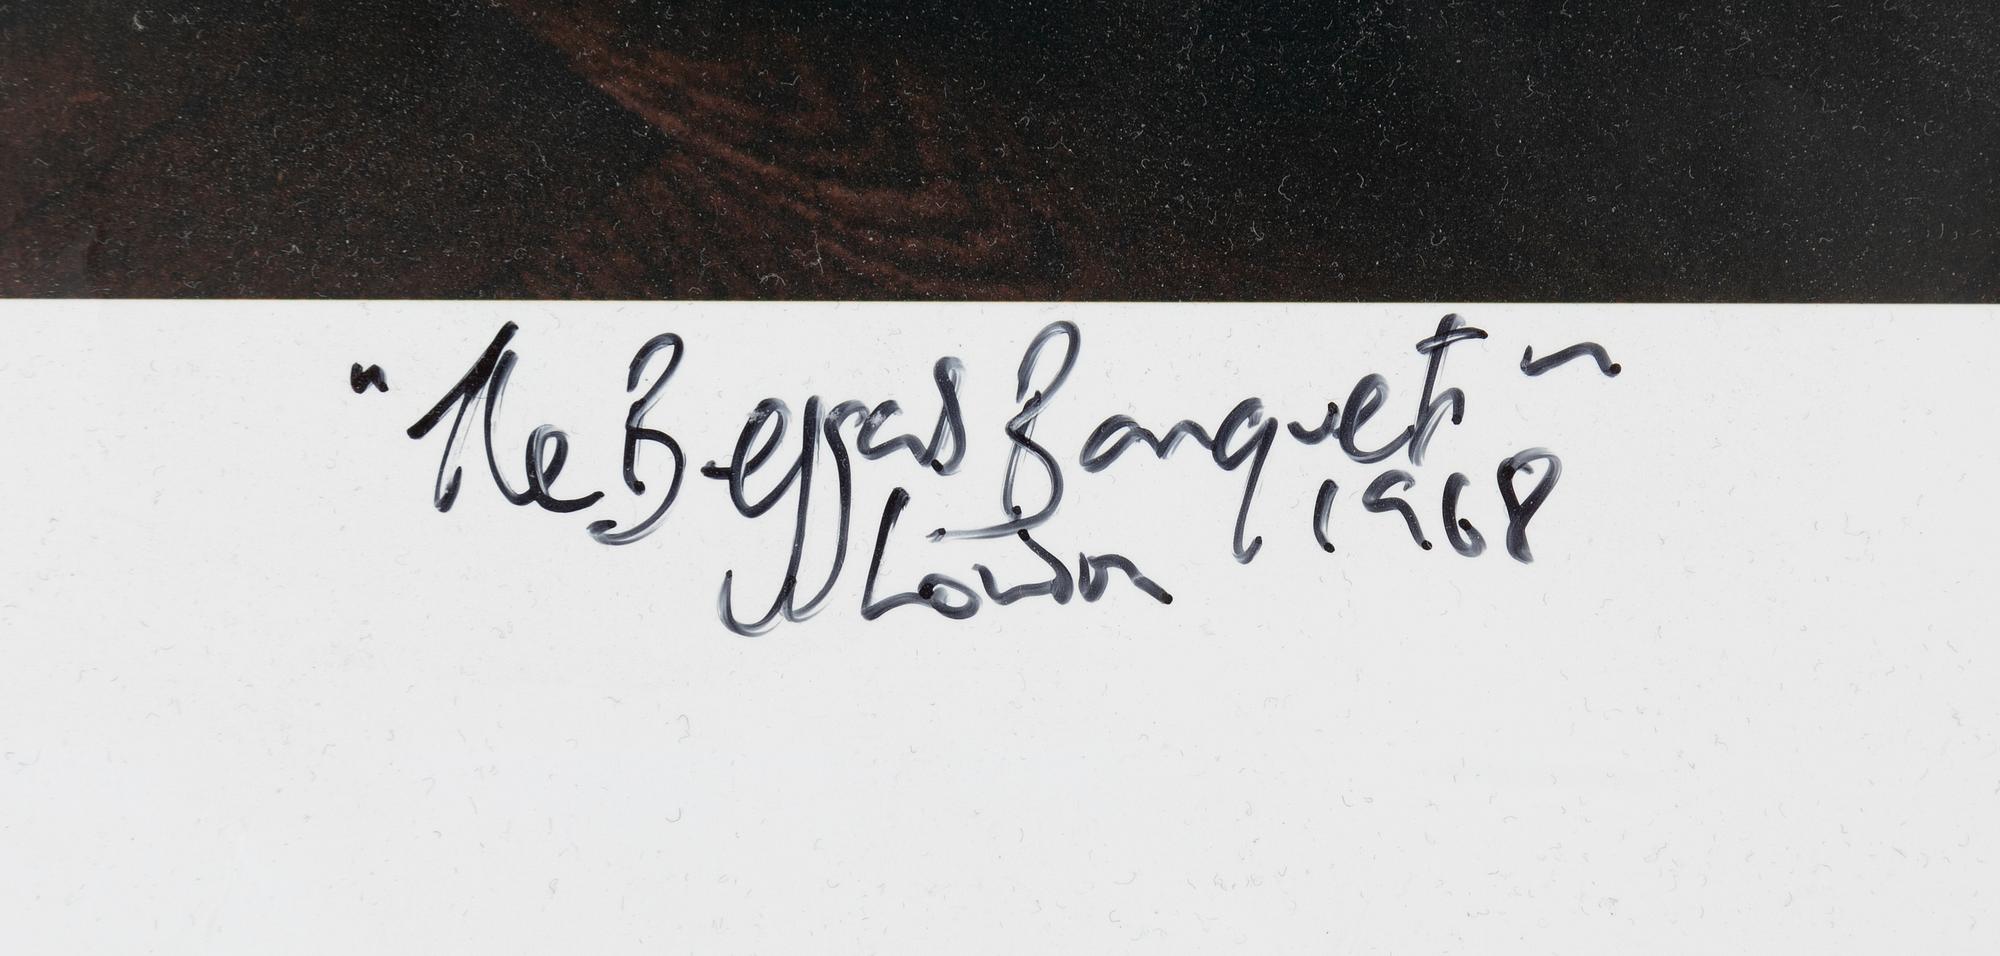 "The Beggars Banquet"
London 1968